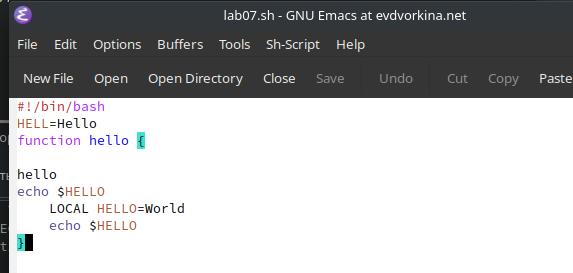 lab07.sh - GNU Emacs at evdvorkina.net
File Edit Options Buffers Tools Sh-Script Help
New File Open Open Directory Close Save Undo Cut Copy Paste
#!/bin/bash
HELL=Hello
function hello {
hello
echo $HELLO
LOCAL HELLO=World
echo $HELLO
}